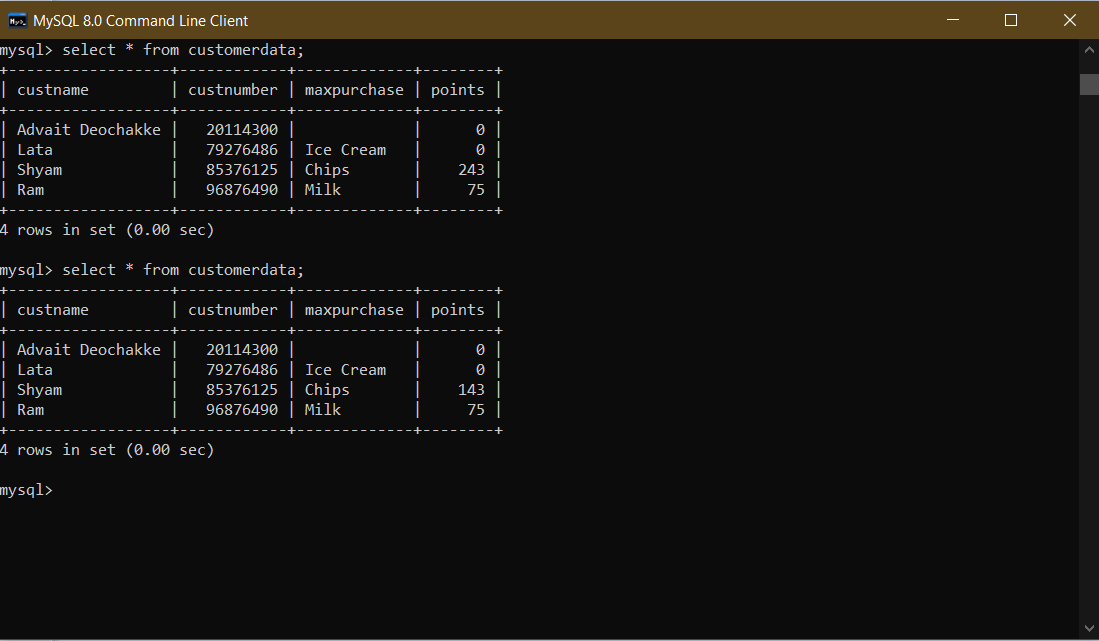 MySQL 8.0 Command Line Client
mysql> select * from customerdata;
+------------------+------------+-------------+--------+
| custname         | custnumber | maxpurchase | points |
+------------------+------------+-------------+--------+
| Advait Deochakke |   20114300 |             |      0 |
| Lata             |   79276486 | Ice Cream   |      0 |
| Shyam            |   85376125 | Chips       |    243 |
| Ram              |   96876490 | Milk        |     75 |
+------------------+------------+-------------+--------+
4 rows in set (0.00 sec)
mysql> select * from customerdata;
+------------------+------------+-------------+--------+
| custname         | custnumber | maxpurchase | points |
+------------------+------------+-------------+--------+
| Advait Deochakke |   20114300 |             |      0 |
| Lata             |   79276486 | Ice Cream   |      0 |
| Shyam            |   85376125 | Chips       |    143 |
| Ram              |   96876490 | Milk        |     75 |
+------------------+------------+-------------+--------+
4 rows in set (0.00 sec)
mysql>